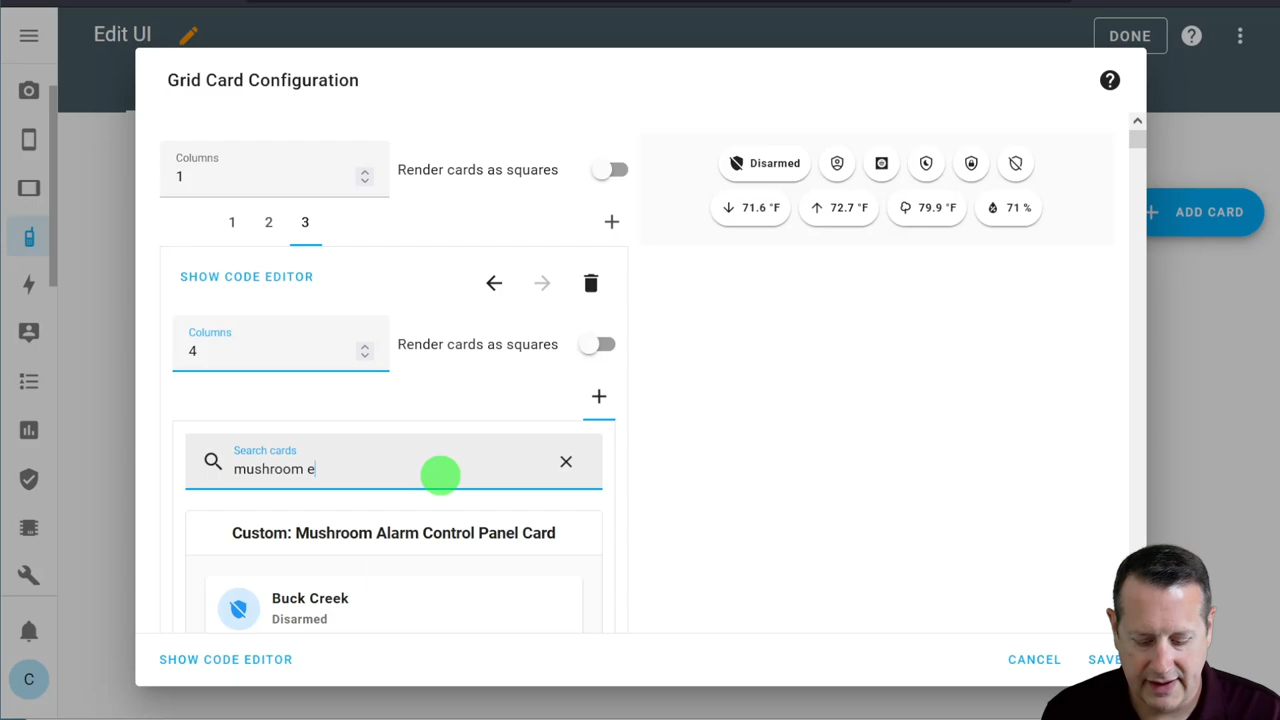 Edit UI
DONE
Grid Card Configuration
Columns
1
Render cards as squares
1 2 3
SHOW CODE EDITOR
Columns
4
Render cards as squares
Search cards
mushroom e
Custom: Mushroom Alarm Control Panel Card
Buck Creek
Disarmed
Disarmed
71.6 °F 72.7 °F 79.9 °F 71 %
ADD CARD
SHOW CODE EDITOR
CANCEL
SAVE
C